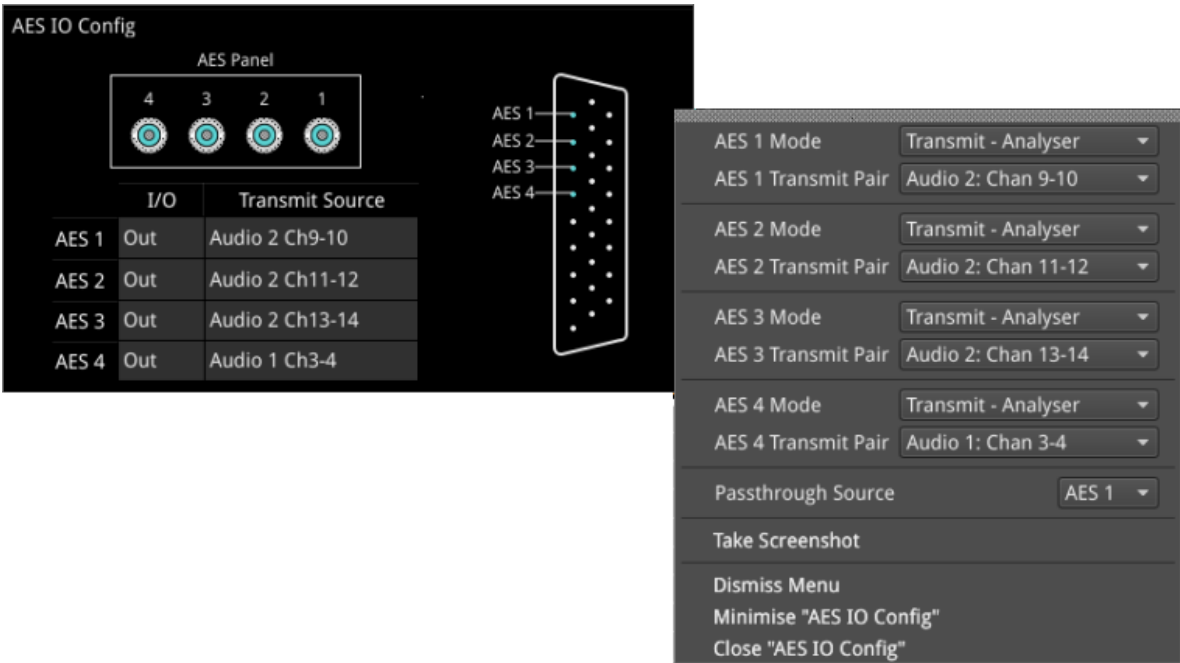 AES IO Config
AES Panel
4 3 2 1
I/O Transmit Source
AES 1 Out Audio 2 Ch9-10
AES 2 Out Audio 2 Ch11-12
AES 3 Out Audio 2 Ch13-14
AES 4 Out Audio 1 Ch3-4
AES 1
AES 2
AES 3
AES 4
AES 1 Mode Transmit - Analyser
AES 1 Transmit Pair Audio 2: Chan 9-10
AES 2 Mode Transmit - Analyser
AES 2 Transmit Pair Audio 2: Chan 11-12
AES 3 Mode Transmit - Analyser
AES 3 Transmit Pair Audio 2: Chan 13-14
AES 4 Mode Transmit - Analyser
AES 4 Transmit Pair Audio 1: Chan 3-4
Passthrough Source AES 1
Take Screenshot
Dismiss Menu
Minimise "AES IO Config"
Close "AES IO Config"